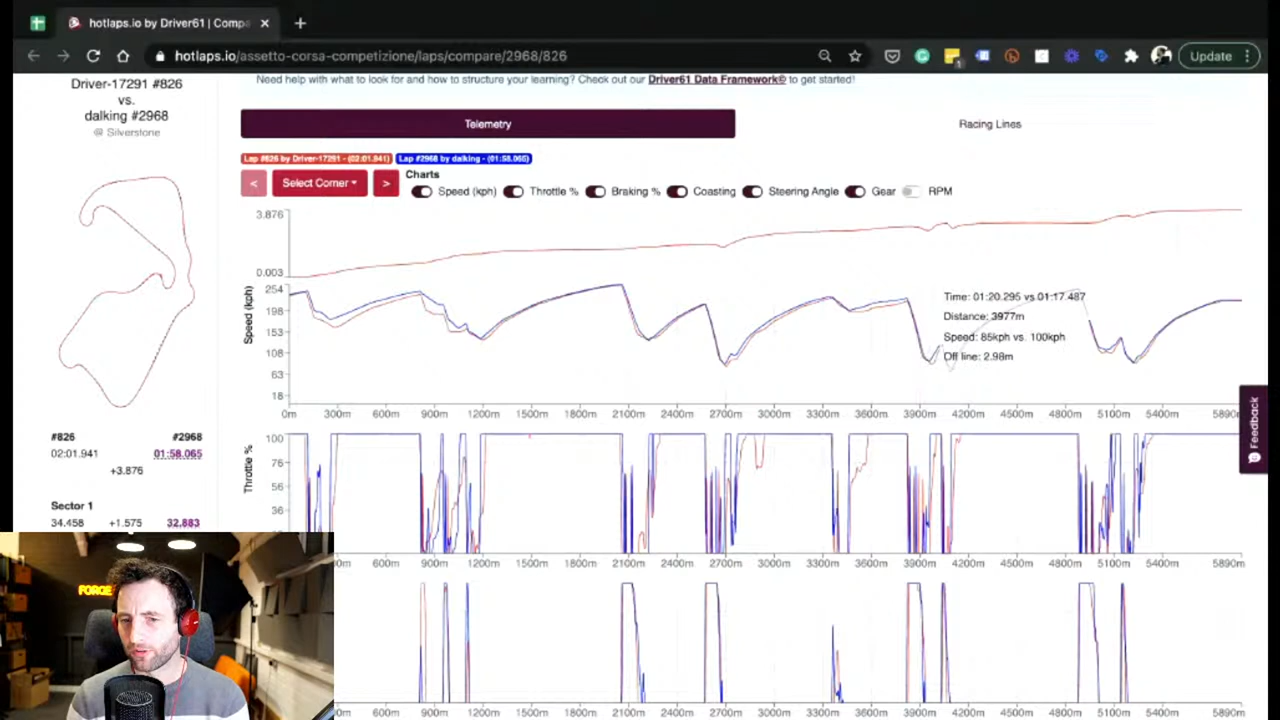 hotlaps.io by Driver61 | Compa
hotlaps.io/assetto-corsa-competizione/laps/compare/2968/826
Update
Driver-17291 #826
vs.
dalking #2968
@ Silverstone
Need help with what to look for and how to structure your learning? Check out our Driver61 Data Framework© to get started!
Telemetry
Racing Lines
Lap #826 by Driver-17291 - (02:01.941)
Lap #2968 by dalking - (01:58.065)
<
Select Corner
>
Charts
Speed (kph)
Throttle %
Braking %
Coasting
Steering Angle
Gear
RPM
3.876
0.003
Speed (kph)
254
198
153
108
63
18
Time: 01:20.295 vs 01:17.487
Distance: 3977m
Speed: 85kph vs. 100kph
Off line: 2.98m
0m 300m 600m 900m 1200m 1500m 1800m 2100m 2400m 2700m 3000m 3300m 3600m 3900m 4200m 4500m 4800m 5100m 5400m 5890m
Feedback
#826 #2968
02:01.941 01:58.065
+3.876
Sector 1
34.458 +1.575 32.883
Throttle %
100
76
56
36
300m 600m 900m 1200m 1500m 1800m 2100m 2400m 2700m 3000m 3300m 3600m 3900m 4200m 4500m 4800m 5100m 5400m 5890m
FORGE
600m 900m 1200m 1500m 1800m 2100m 2400m 2700m 3000m 3300m 3600m 3900m 4200m 4500m 4800m 5100m 5400m 5890m